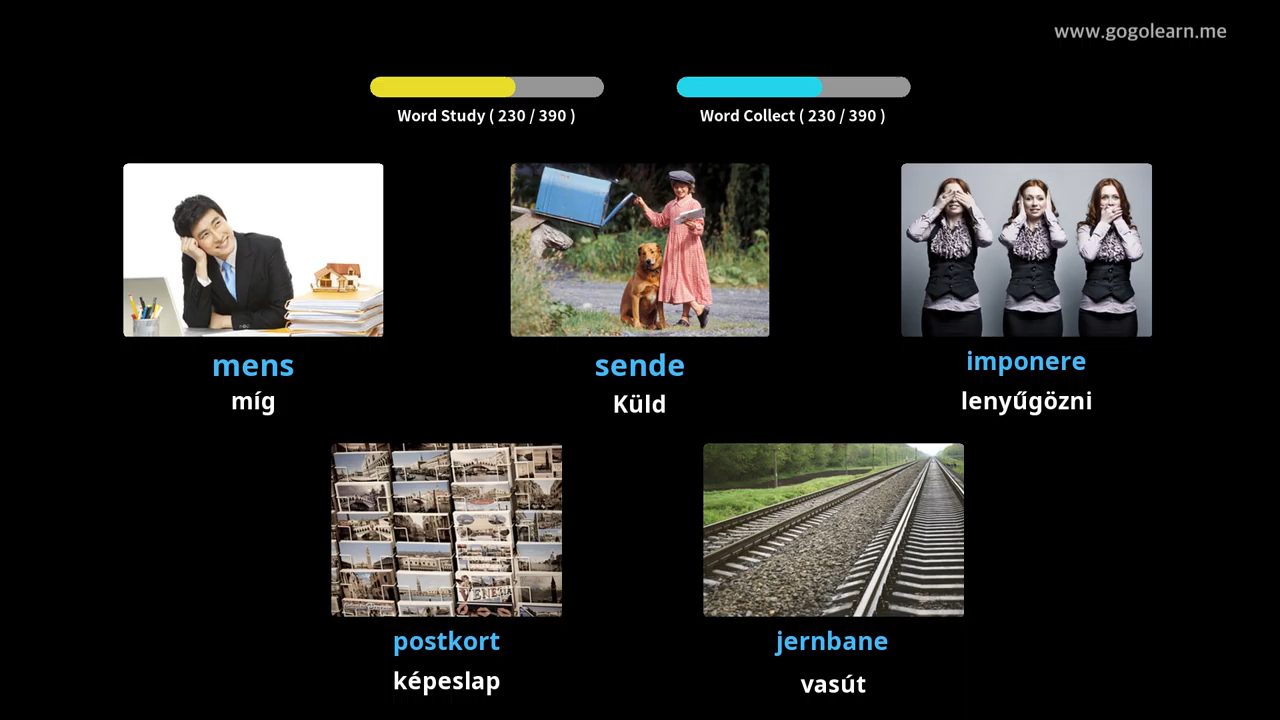 www.gogolearn.me
Word Study ( 230 / 390 )
Word Collect ( 230 / 390 )
mens
míg
sende
Küld
imponere
lenyűgözni
postkort
képeslap
jernbane
vasút